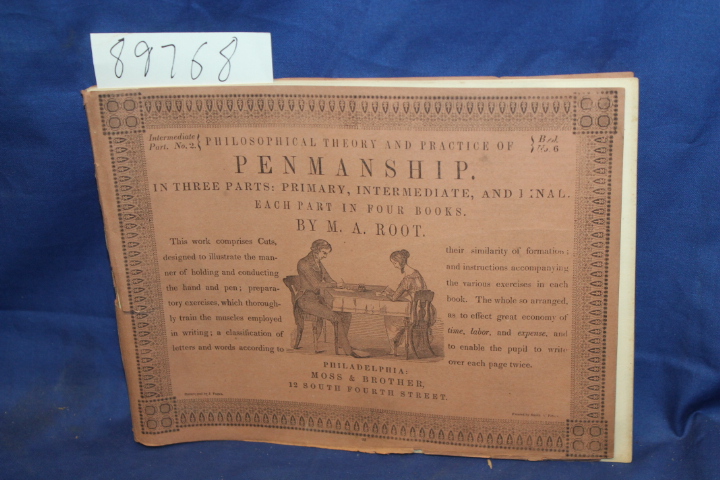 89768
Intermediate
Part. No. 2.
PHILOSOPHICAL THEORY AND PRACTICE OF
No. 6
PENMANSHIP.
IN THREE PARTS: PRIMARY, INTERMEDIATE, AND FINAL.
EACH PART IN FOUR BOOKS.
BY M. A. ROOT.
This work comprises Cuts,
designed to illustrate the man-
ner of holding and conducting
the hand and pen; prepara-
tory exercises, which thorough-
ly train the muscles employed
in writing; a classification of
letters and words according to
their similarity of formation;
and instructions accompanying
the various exercises in each
book. The whole so arranged,
as to effect great economy of
time, labor, and expense, and
to enable the pupil to write
over each page twice.
PHILADELPHIA:
MOSS & BROTHER,
12 SOUTH FOURTH STREET.